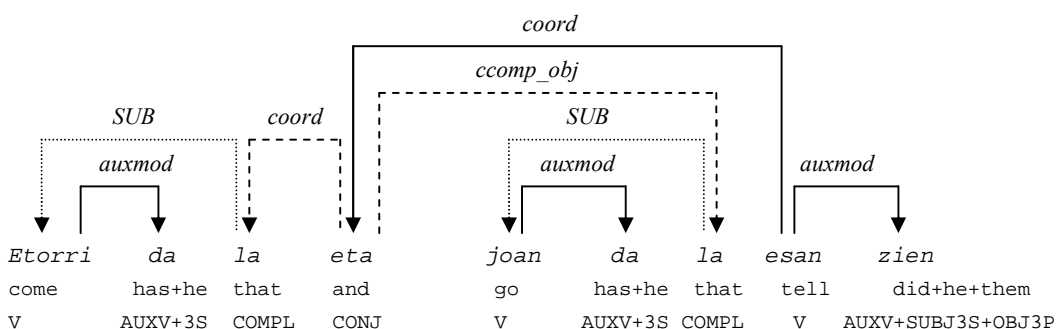 coord
ccomp_obj
SUB coord SUB
auxmod auxmod auxmod
Etorri da la eta joan da la esan zien
come has+he that and go has+he that tell did+he+them
V AUXV+3S COMPL CONJ V AUXV+3S COMPL V AUXV+SUBJ3S+OBJ3P